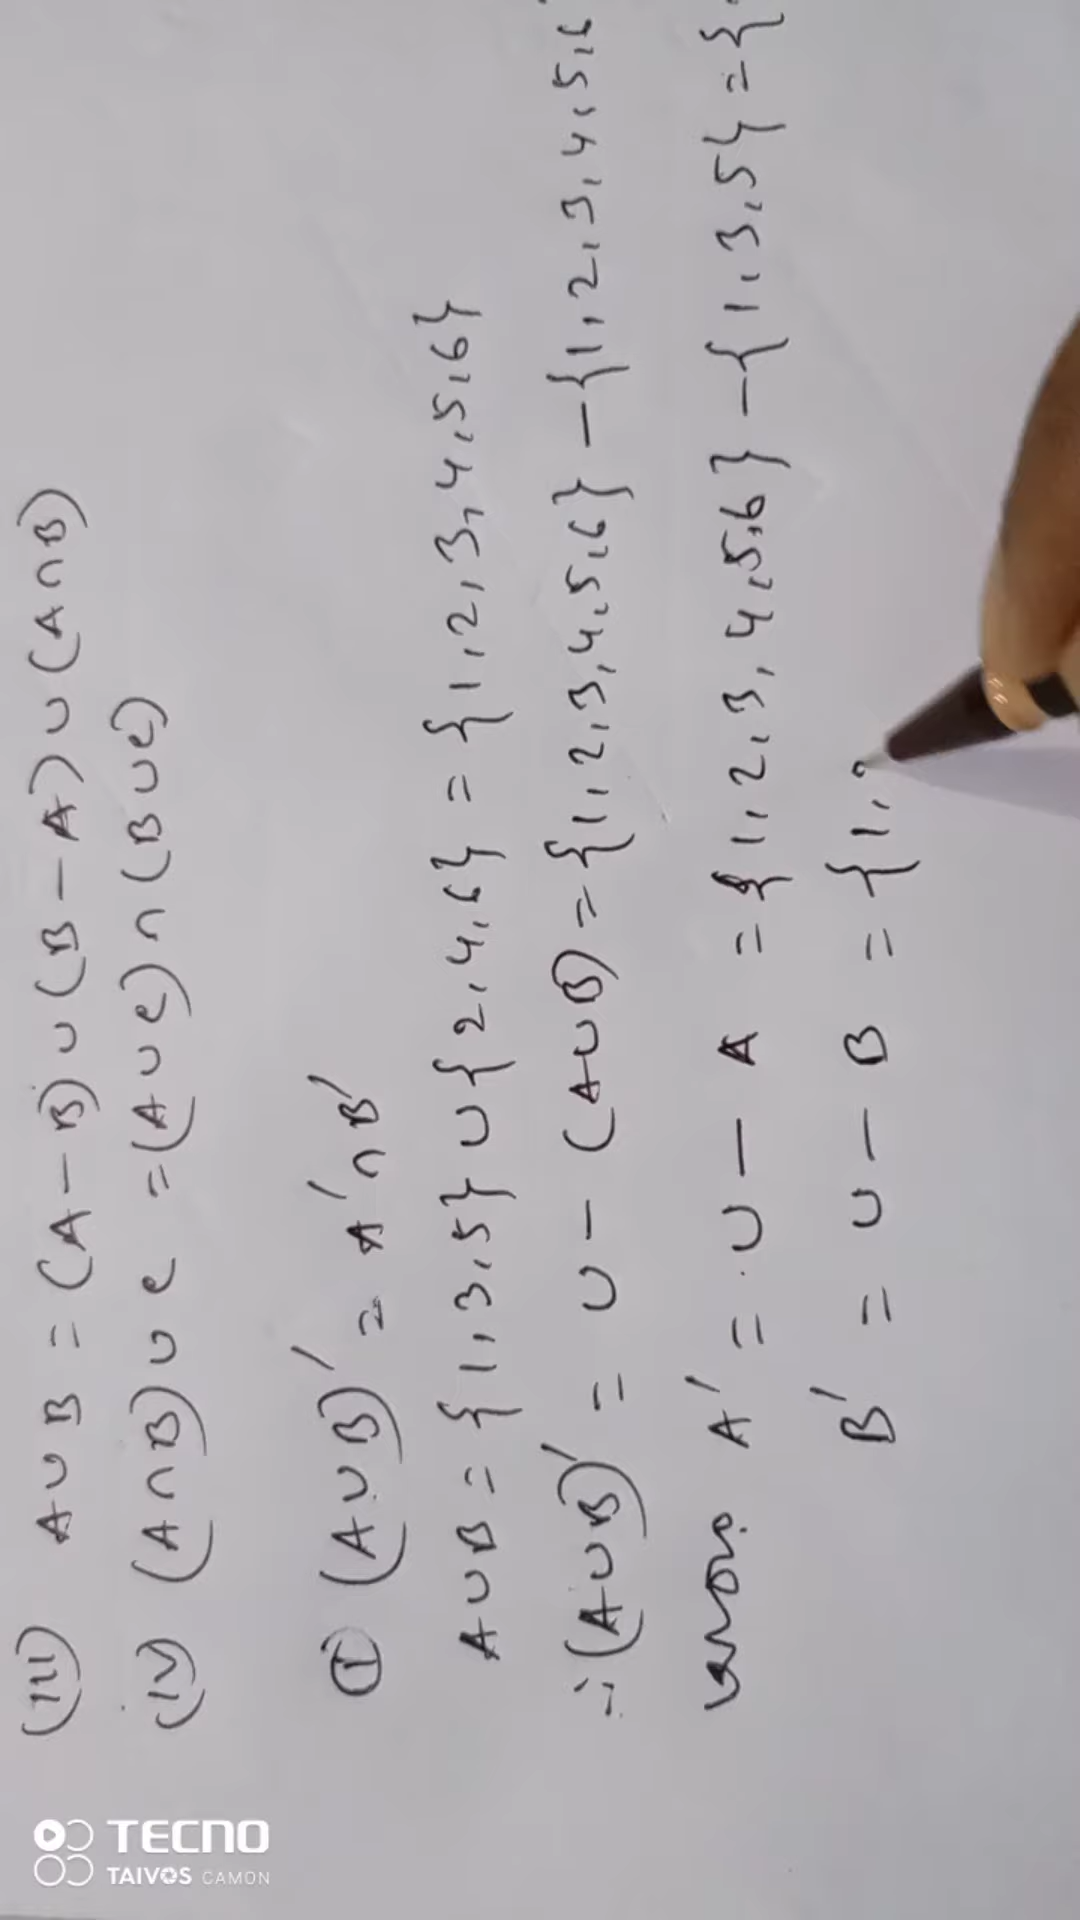 (III) A∪B = (A-B)∪(B-A)∪(A∩B)
(IV) (A∩B)∪C = (A∪C)∩(B∪C)
① (A∪B)′ = A′∩B′
A∪B = {1,3,5}∪{2,4,6} = {1,2,3,4,5,6}
∴ (A∪B)′ = ∪-(A∪B) = {1,2,3,4,5,6}-{1,2,3,4,5,6
A′ = ∪-A = {1,2,3,4,5,6}-{1,3,5}={
B′ = ∪-B = {1,
TECNO
TAIVOS CAMON